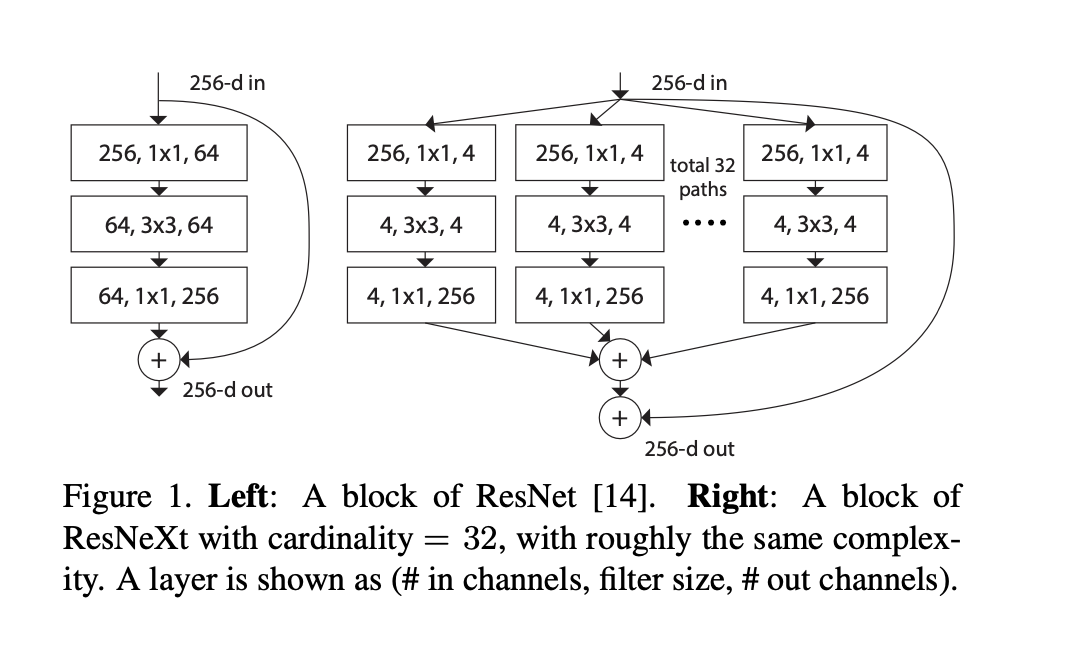 256-d in
256, 1x1, 64
64, 3x3, 64
64, 1x1, 256
+
256-d out
256-d in
256, 1x1, 4
256, 1x1, 4
total 32
paths
256, 1x1, 4
4, 3x3, 4
4, 3x3, 4
....
4, 3x3, 4
4, 1x1, 256
4, 1x1, 256
4, 1x1, 256
+
+
256-d out
Figure 1. Left: A block of ResNet [14]. Right: A block of
ResNeXt with cardinality = 32, with roughly the same complex-
ity. A layer is shown as (# in channels, filter size, # out channels).